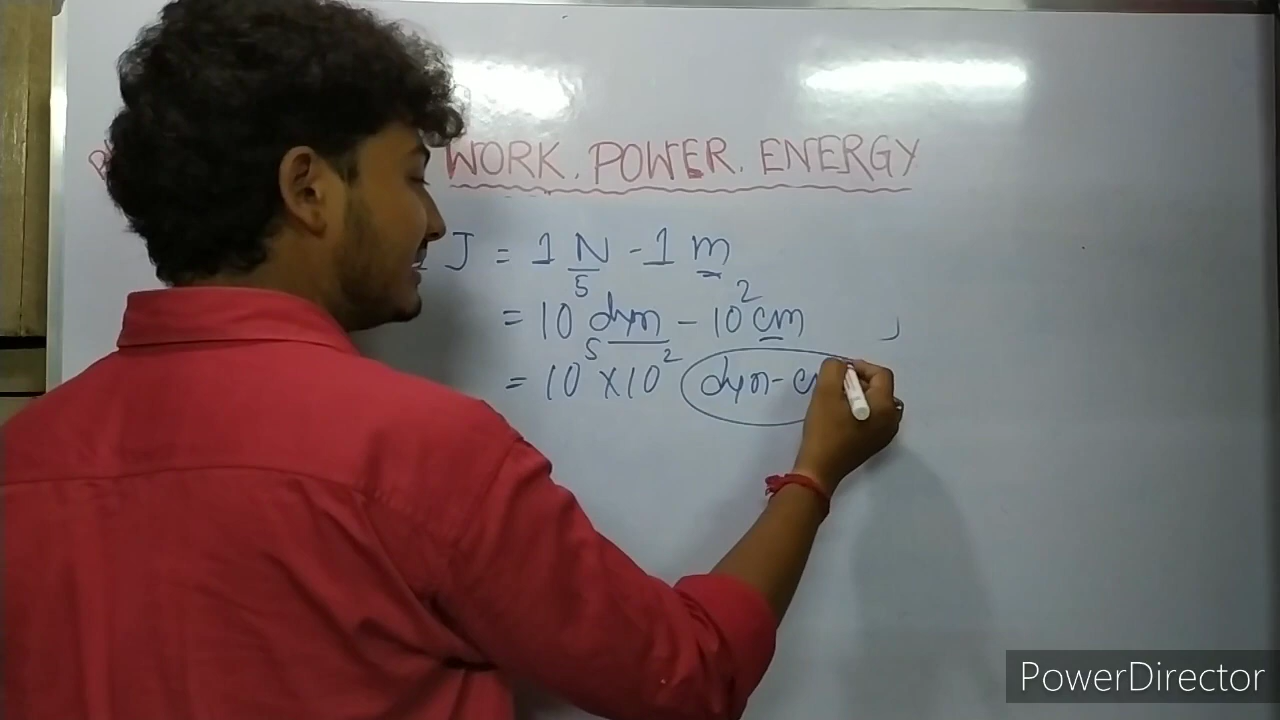 WORK. POWER. ENERGY
J = 1 N - 1 m
= 10⁵ dyn - 10² cm
= 10⁵ x 10² dyn-c
PowerDirector